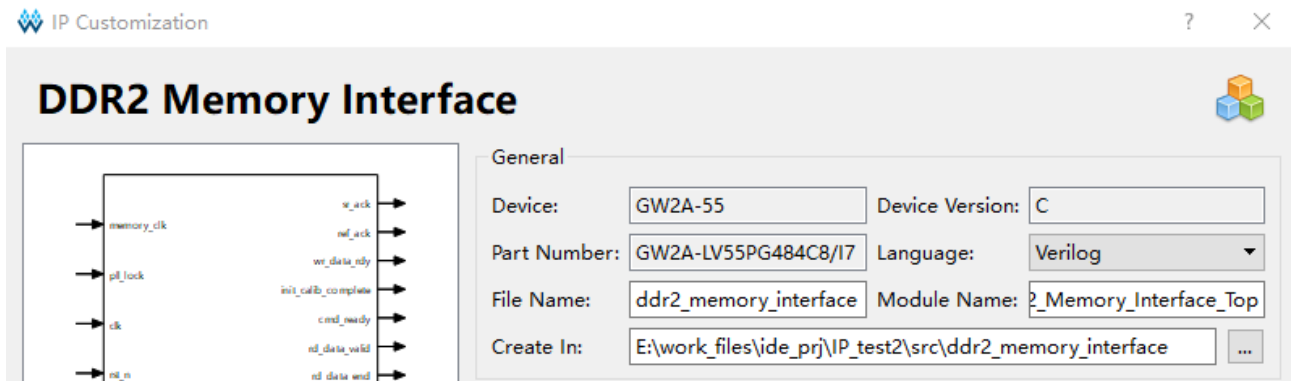 IP Customization ? ×
DDR2 Memory Interface
General
Device: GW2A-55 Device Version: C
Part Number: GW2A-LV55PG484C8/I7 Language: Verilog
File Name: ddr2_memory_interface Module Name: 2_Memory_Interface_Top
Create In: E:\work_files\ide_prj\IP_test2\src\ddr2_memory_interface ...
memory_clk
pll_lock
clk
rst_n
sr_ack
ref_ack
wr_data_rdy
init_calib_complete
cmd_ready
rd_data_valid
rd_data_end